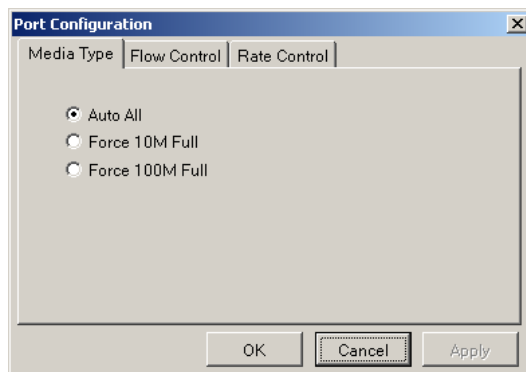 Port Configuration
Media Type Flow Control Rate Control
Auto All
Force 10M Full
Force 100M Full
OK Cancel Apply